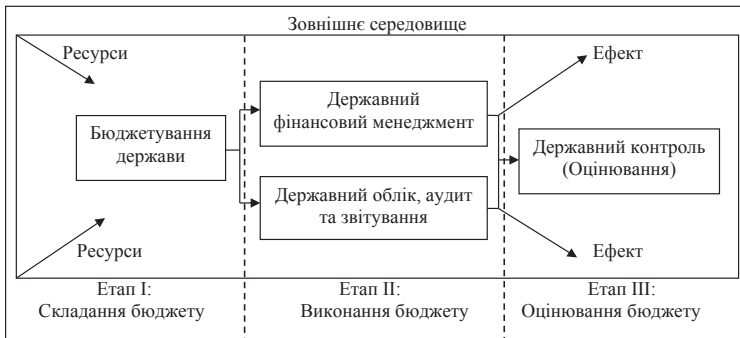 Зовнішнє середовище
Ресурси
Ефект
Державний
фінансовий менеджмент
Бюджетування
держави
Державний контроль
(Оцінювання)
Державний облік, аудит
та звітування
Ресурси
Ефект
Етап I:
Складання бюджету
Етап II:
Виконання бюджету
Етап III:
Оцінювання бюджету